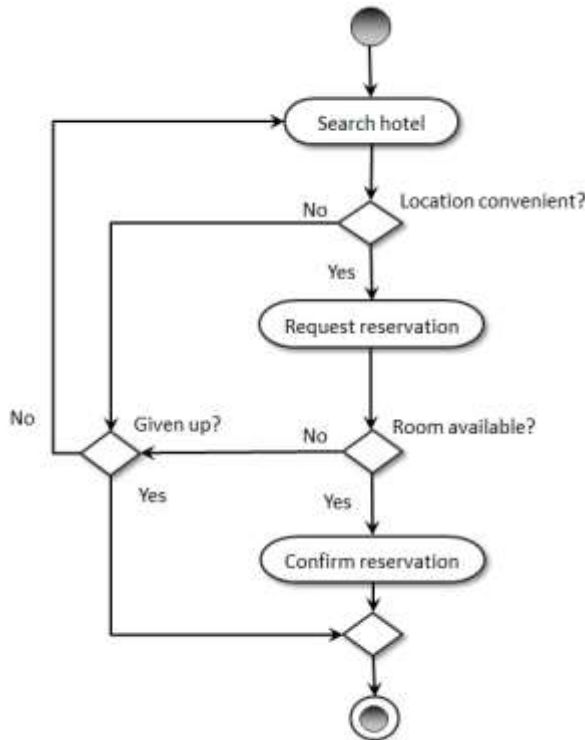 Search hotel
Location convenient?
No
Yes
Request reservation
No
Given up?
No
Room available?
Yes
Yes
Confirm reservation